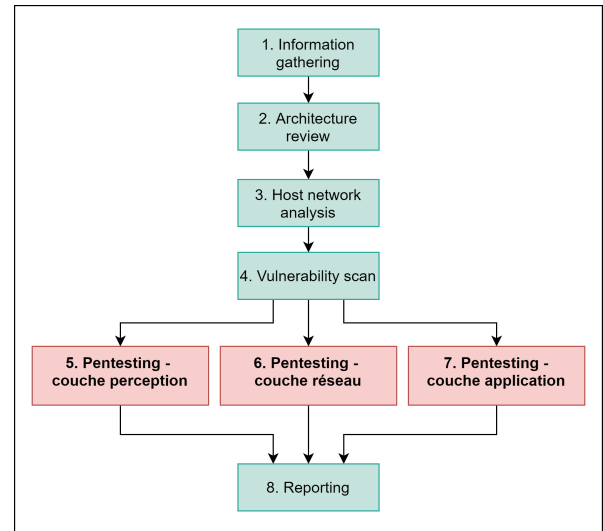 1. Information
gathering
2. Architecture
review
3. Host network
analysis
4. Vulnerability scan
5. Pentesting -
couche perception
6. Pentesting -
couche réseau
7. Pentesting -
couche application
8. Reporting